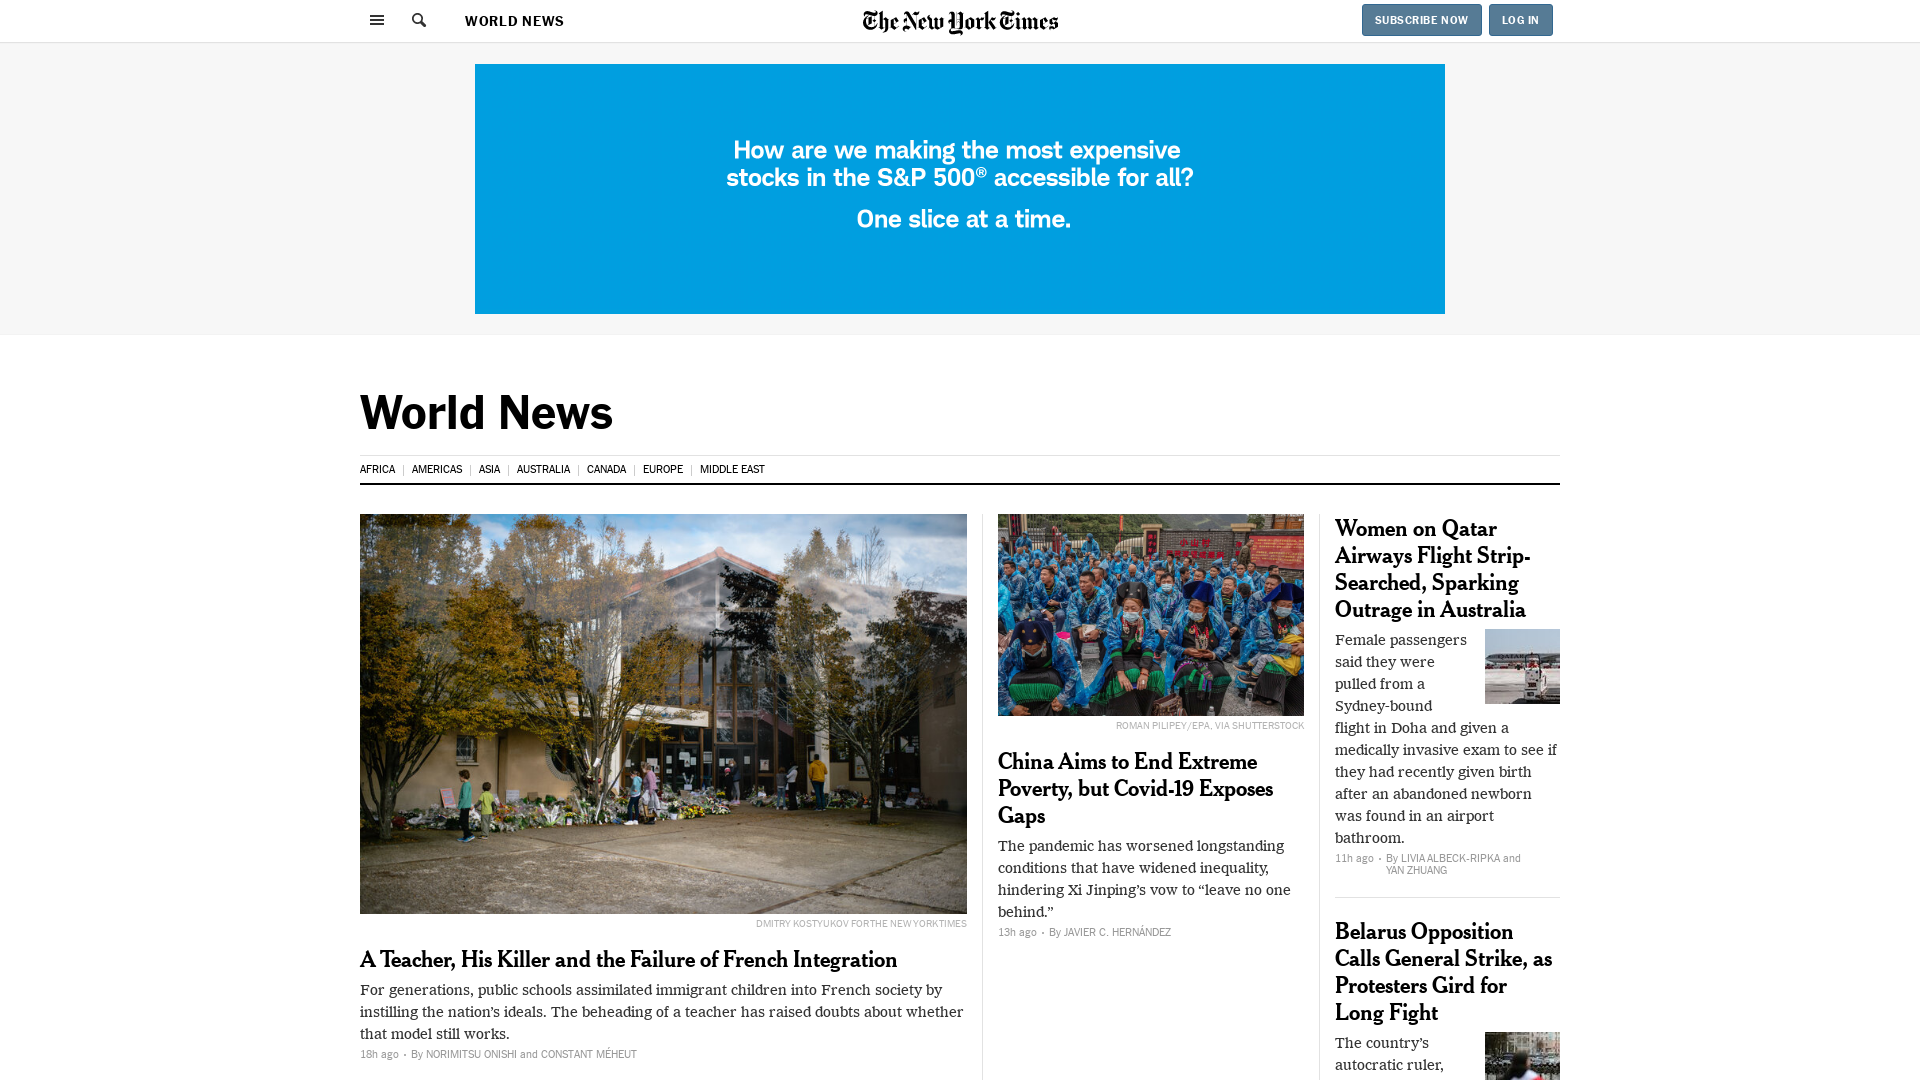 WORLD NEWS
The New York Times
SUBSCRIBE NOW
LOG IN
How are we making the most expensive
stocks in the S&P 500® accessible for all?
One slice at a time.
World News
AFRICA
AMERICAS
ASIA
AUSTRALIA
CANADA
EUROPE
MIDDLE EAST
DMITRY KOSTYUKOV FOR THE NEW YORK TIMES
A Teacher, His Killer and the Failure of French Integration
For generations, public schools assimilated immigrant children into French society by
instilling the nation’s ideals. The beheading of a teacher has raised doubts about whether
that model still works.
18h ago • By NORIMITSU ONISHI and CONSTANT MÉHEUT
ROMAN PILIPEY/EPA, VIA SHUTTERSTOCK
China Aims to End Extreme
Poverty, but Covid-19 Exposes
Gaps
The pandemic has worsened longstanding
conditions that have widened inequality,
hindering Xi Jinping’s vow to “leave no one
behind.”
13h ago • By JAVIER C. HERNÁNDEZ
Women on Qatar
Airways Flight Strip-
Searched, Sparking
Outrage in Australia
Female passengers
said they were
pulled from a
Sydney-bound
flight in Doha and given a
medically invasive exam to see if
they had recently given birth
after an abandoned newborn
was found in an airport
bathroom.
11h ago • By LIVIA ALBECK-RIPKA and
YAN ZHUANG
Belarus Opposition
Calls General Strike, as
Protesters Gird for
Long Fight
The country’s
autocratic ruler,